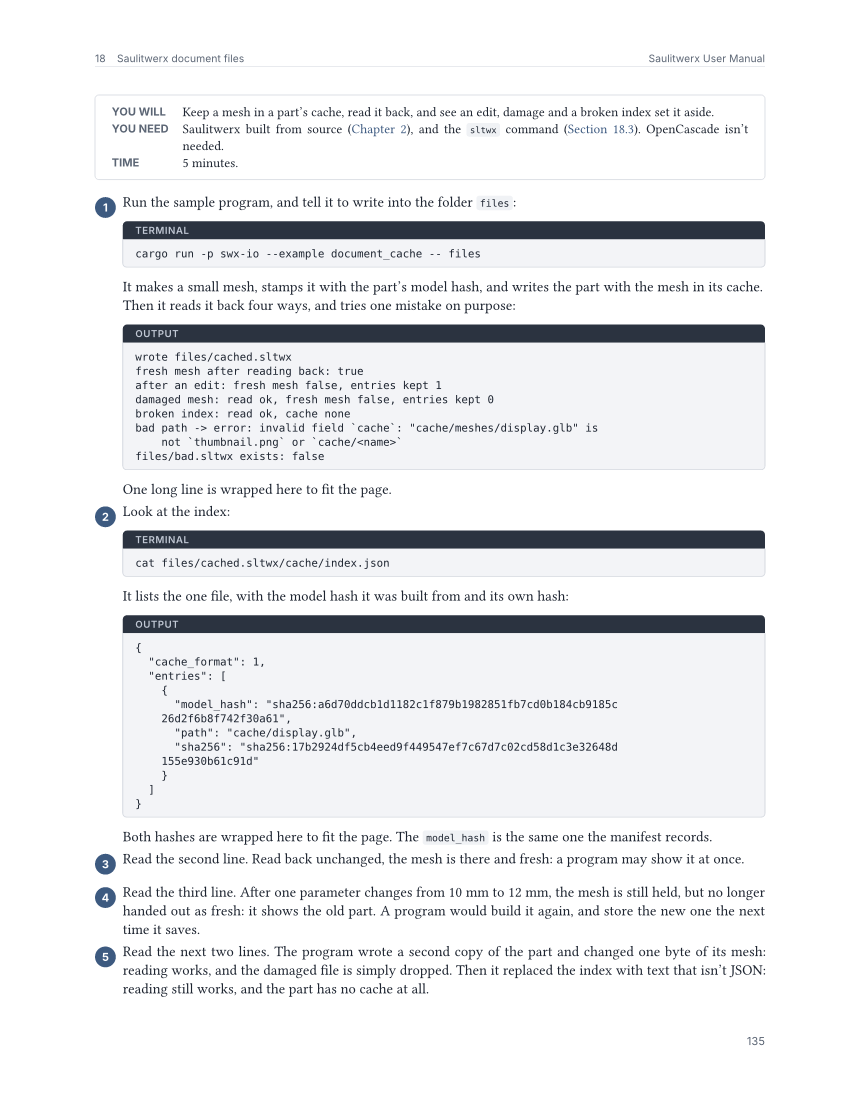 18 Saulitwerx document files
Saulitwerx User Manual
YOU WILL Keep a mesh in a part's cache, read it back, and see an edit, damage and a broken index set it aside.
YOU NEED Saulitwerx built from source (Chapter 2), and the sltwx command (Section 18.3). OpenCascade isn't
needed.
TIME 5 minutes.
1 Run the sample program, and tell it to write into the folder files:
TERMINAL
cargo run -p swx-io --example document_cache -- files
It makes a small mesh, stamps it with the part's model hash, and writes the part with the mesh in its cache.
Then it reads it back four ways, and tries one mistake on purpose:
OUTPUT
wrote files/cached.sltwx
fresh mesh after reading back: true
after an edit: fresh mesh false, entries kept 1
damaged mesh: read ok, fresh mesh false, entries kept 0
broken index: read ok, cache none
bad path -> error: invalid field `cache`: "cache/meshes/display.glb" is
not `thumbnail.png` or `cache/<name>`
files/bad.sltwx exists: false
One long line is wrapped here to fit the page.
2 Look at the index:
TERMINAL
cat files/cached.sltwx/cache/index.json
It lists the one file, with the model hash it was built from and its own hash:
OUTPUT
{
"cache_format": 1,
"entries": [
{
"model_hash": "sha256:a6d70ddcb1d1182c1f879b1982851fb7cd0b184cb9185c
26d2f6b8f742f30a61",
"path": "cache/display.glb",
"sha256": "sha256:17b2924df5cb4eed9f449547ef7c67d7c02cd58d1c3e32648d
155e930b61c91d"
}
]
}
Both hashes are wrapped here to fit the page. The model_hash is the same one the manifest records.
3 Read the second line. Read back unchanged, the mesh is there and fresh: a program may show it at once.
4 Read the third line. After one parameter changes from 10 mm to 12 mm, the mesh is still held, but no longer
handed out as fresh: it shows the old part. A program would build it again, and store the new one the next
time it saves.
5 Read the next two lines. The program wrote a second copy of the part and changed one byte of its mesh:
reading works, and the damaged file is simply dropped. Then it replaced the index with text that isn't JSON:
reading still works, and the part has no cache at all.
135